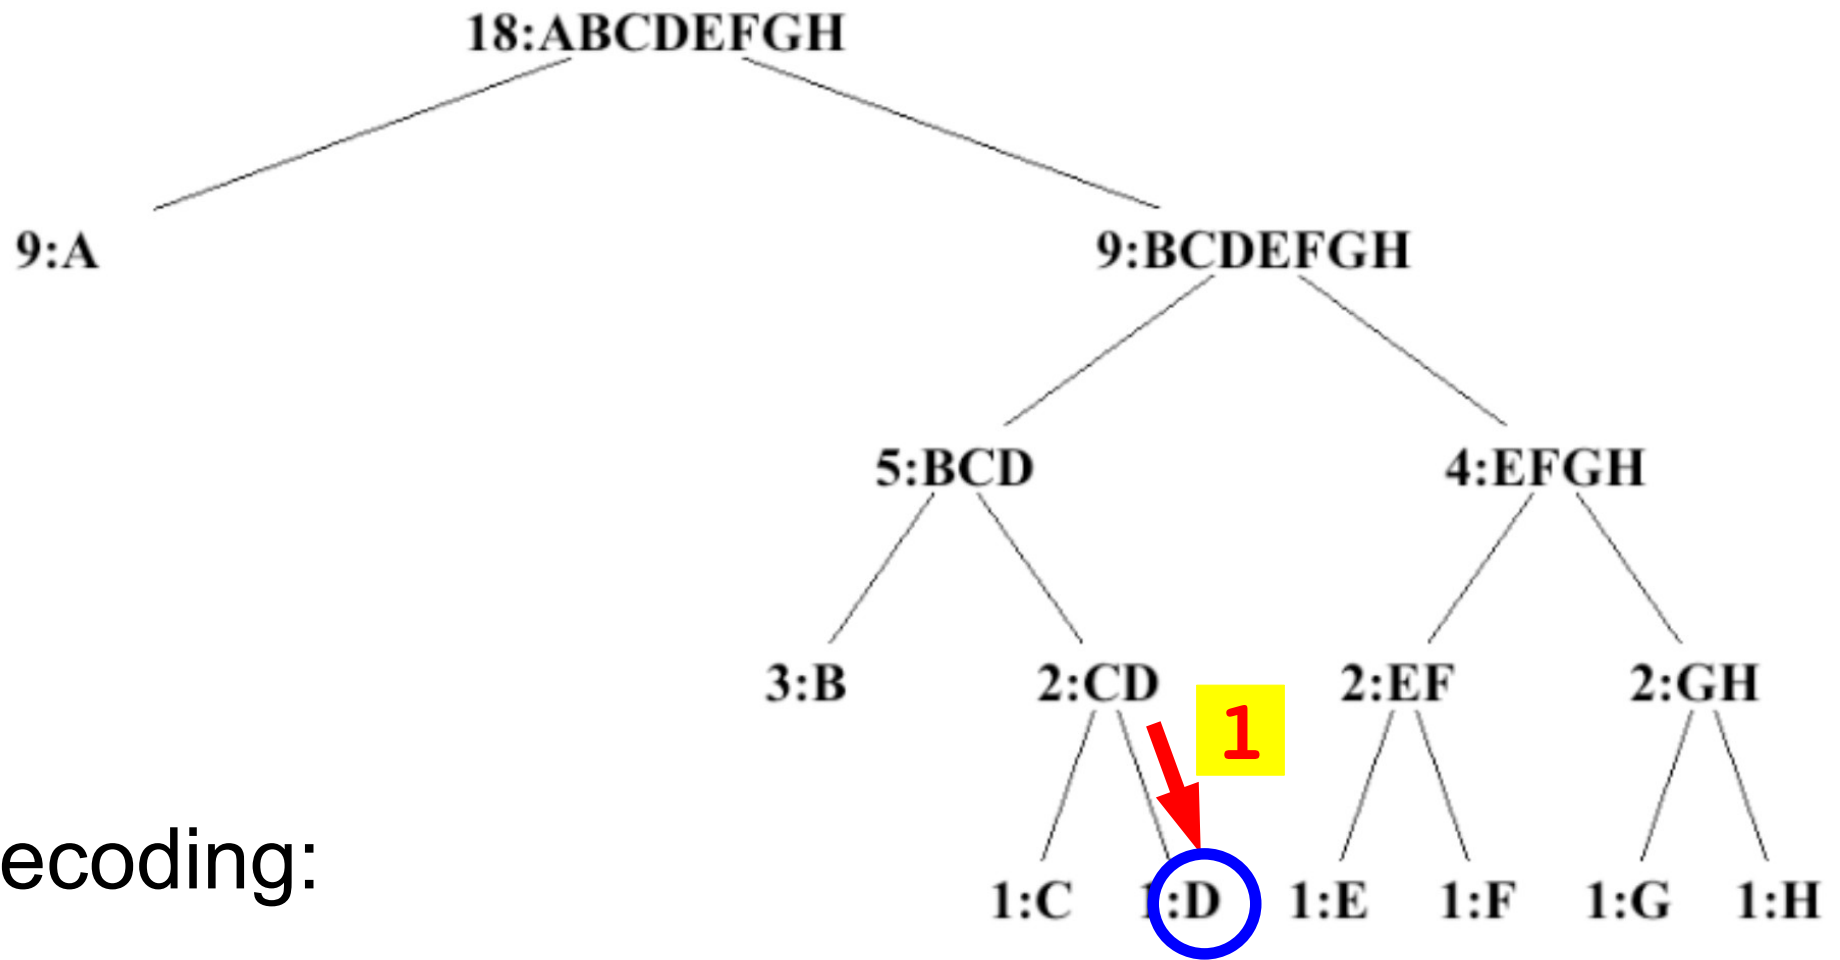 18:ABCDEFGH
9:A 9:BCDEFGH
5:BCD 4:EFGH
3:B 2:CD 2:EF 2:GH
1
ecoding:
1:C 1:D 1:E 1:F 1:G 1:H